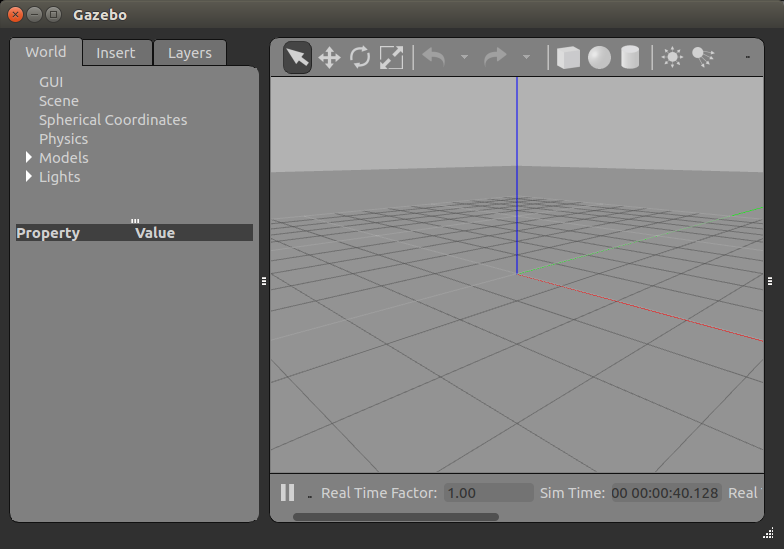 Gazebo
World Insert Layers
GUI
Scene
Spherical Coordinates
Physics
Models
Lights
Property Value
Real Time Factor: 1.00 Sim Time: 00 00:00:40.128 Real